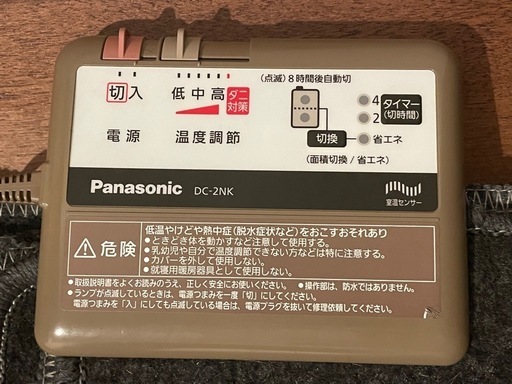 (点滅)8時間後自動切
切 入
低 中 高 ダニ対策
4
2
タイマー
(切時間)
切換
省エネ
電源
温度調節
(面積切換/省エネ)
Panasonic DC-2NK
室温センサー
危険
低温やけどや熱中症(脱水症状など)をおこすおそれあり
●ときどき体を動かすなど注意して使用する。
●乳幼児や自分で温度調節できない方などは特に注意する。
●カバーを外して使用しない。
●就寝用暖房器具として使用しない。
●取扱説明書をよくお読みのうえ、正しく安全にお使いください。 ●操作部は、防水ではありません。
●ランプが点滅しているときは、電源つまみを一度「切」にしてください。
電源つまみを「入」にしても点滅している場合は、電源プラグを抜いて修理依頼してください。